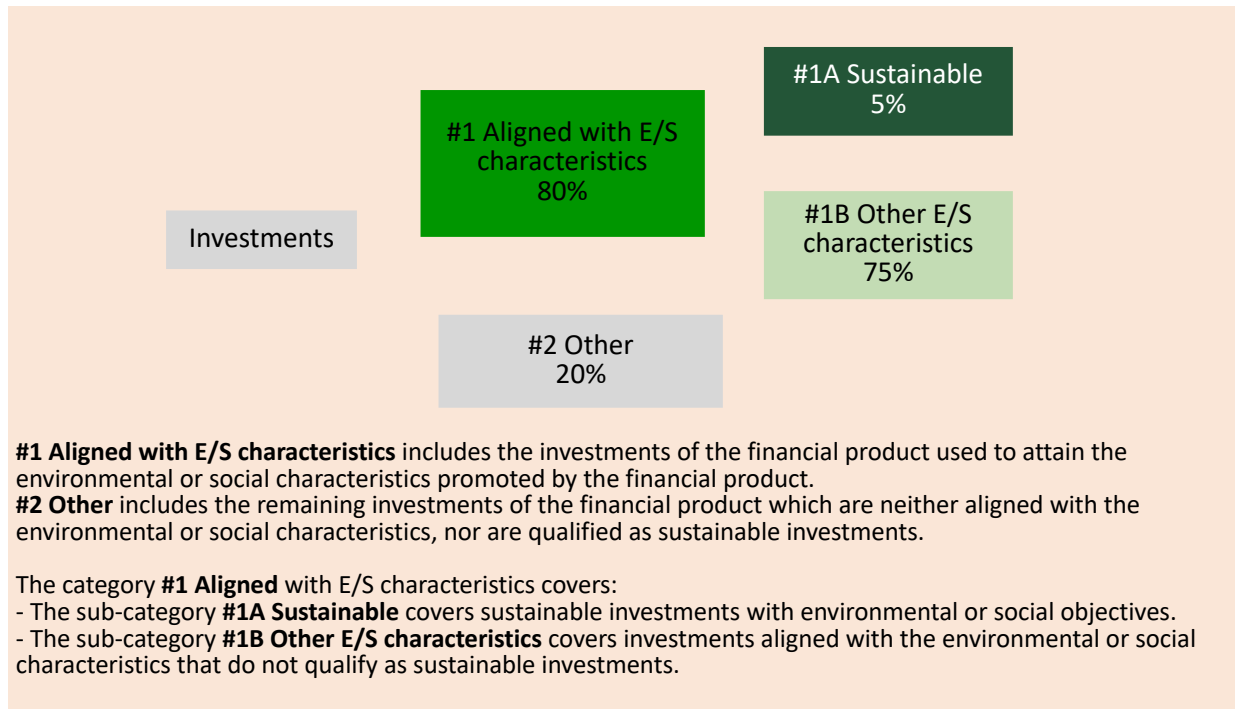 #1A Sustainable
5%
#1 Aligned with E/S
characteristics
80%
#1B Other E/S
characteristics
75%
Investments
#2 Other
20%
#1 Aligned with E/S characteristics includes the investments of the financial product used to attain the
environmental or social characteristics promoted by the financial product.
#2 Other includes the remaining investments of the financial product which are neither aligned with the
environmental or social characteristics, nor are qualified as sustainable investments.
The category #1 Aligned with E/S characteristics covers:
- The sub-category #1A Sustainable covers sustainable investments with environmental or social objectives.
- The sub-category #1B Other E/S characteristics covers investments aligned with the environmental or social
characteristics that do not qualify as sustainable investments.